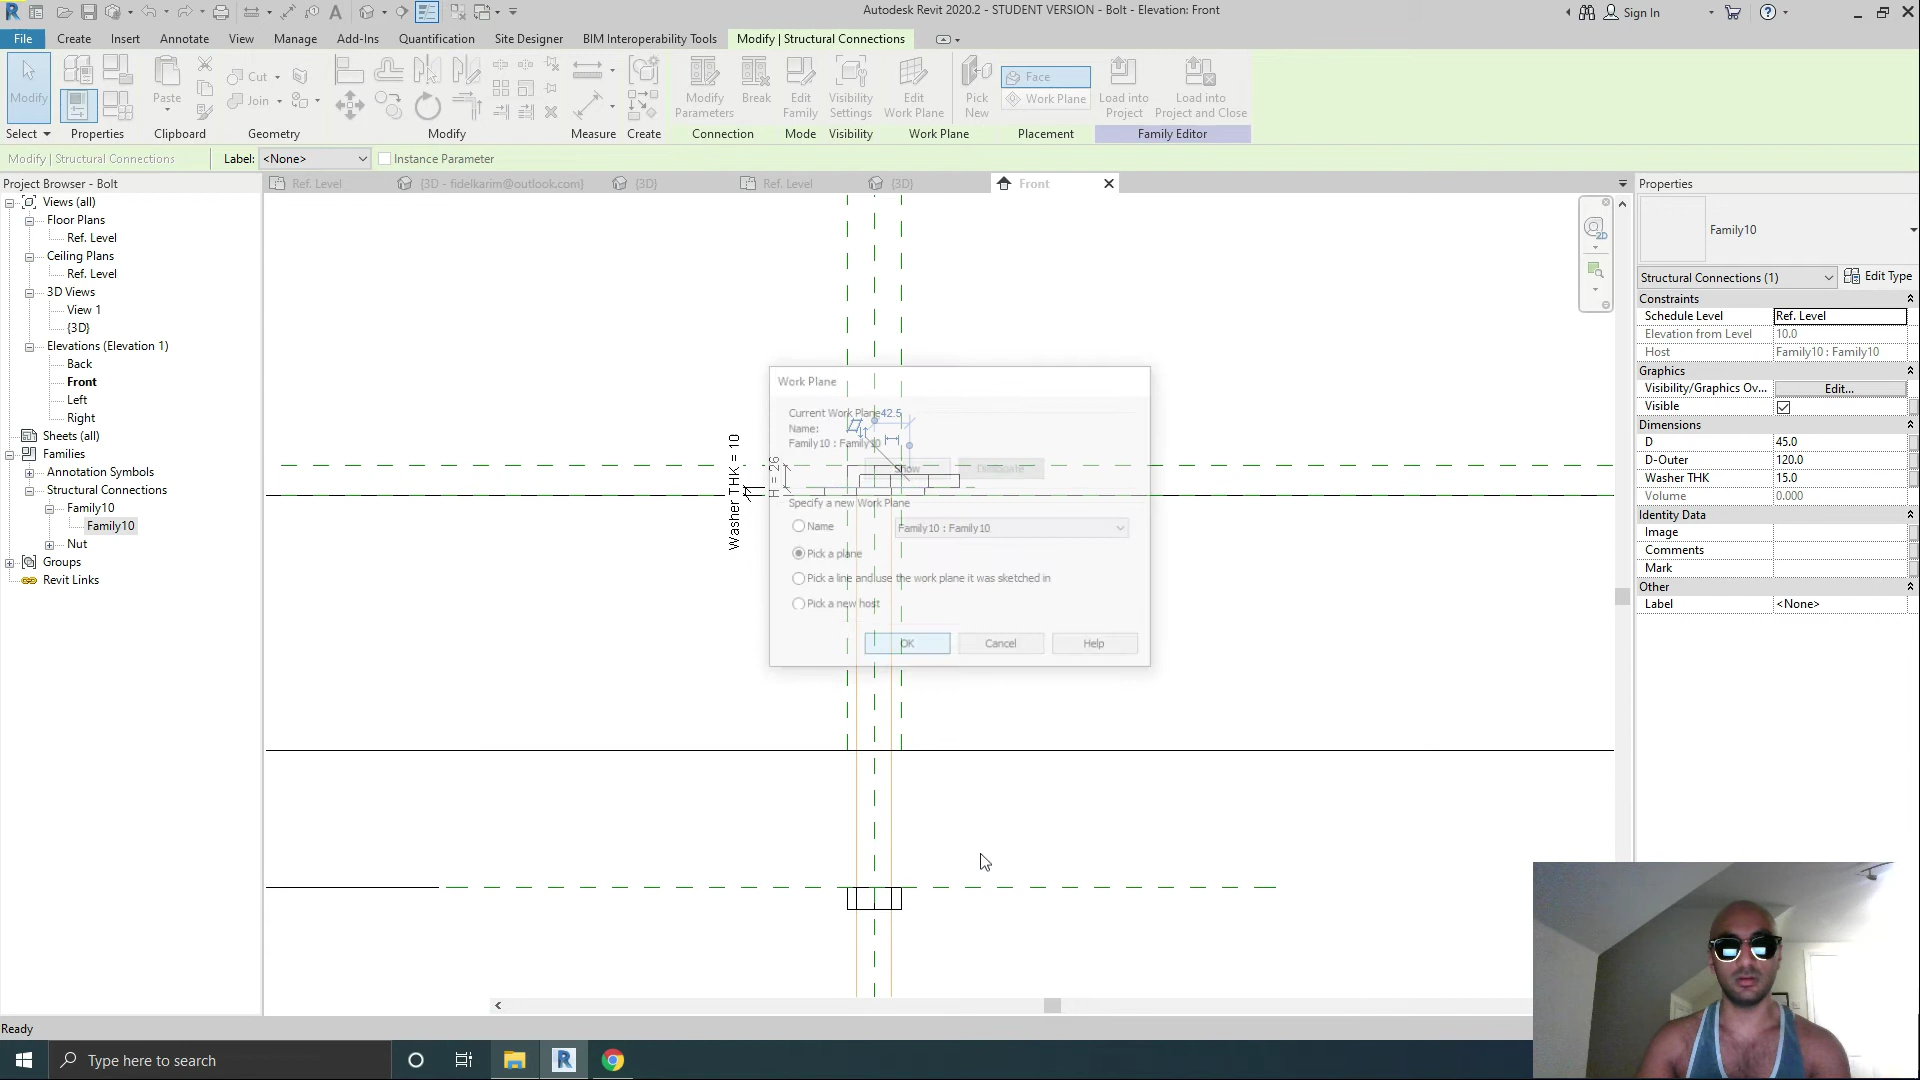 Autodesk Revit 2020.2 - STUDENT VERSION - Bolt - Elevation: Front
Sign In
File
Create
Insert
Annotate
View
Manage
Add-Ins
Quantification
Site Designer
BIM Interoperability Tools
Modify | Structural Connections
Modify
Paste
Cut
Join
Modify
Parameters
Break
Edit
Family
Visibility
Settings
Edit
Work Plane
Pick
New
Face
Work Plane
Load into
Project
Load into
Project and Close
Select
Properties
Clipboard
Geometry
Modify
Measure
Create
Connection
Mode
Visibility
Work Plane
Placement
Family Editor
Modify | Structural Connections
Label:
<None>
Instance Parameter
Project Browser - Bolt
Views (all)
Floor Plans
Ref. Level
Ceiling Plans
Ref. Level
3D Views
View 1
{3D}
Elevations (Elevation 1)
Back
Front
Left
Right
Sheets (all)
Families
Annotation Symbols
Structural Connections
Family10
Family10
Nut
Groups
Revit Links
Ref. Level
{3D - fidelkarim@outlook.com}
{3D}
Ref. Level
{3D}
Front
2D
Washer THK = 10
H = 26
42.5
Work Plane
Current Work Plane
Name:
Family10 : Family10
Show
Specify a new Work Plane
Name
Family10 : Family10
Pick a plane
Pick a line and use the work plane it was sketched in
Pick a new host
OK
Cancel
Help
Properties
Family10
Structural Connections (1)
Edit Type
Constraints
Schedule Level
Ref. Level
Elevation from Level
10.0
Host
Family10 : Family10
Graphics
Visibility/Graphics Ov...
Edit...
Visible
Dimensions
D
45.0
D-Outer
120.0
Washer THK
15.0
Volume
0.000
Identity Data
Image
Comments
Mark
Other
Label
<None>
Ready
Type here to search